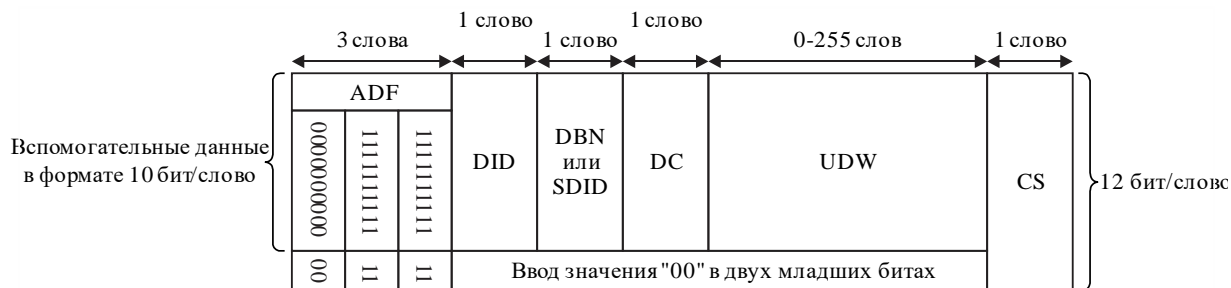 1 слово
1 слово
3 слова
1 слово
0-255 слов
1 слово
ADF
Вспомогательные данные
в формате 10 бит/слово
0000000000
1111111111
1111111111
DID
DBN
или
SDID
DC
UDW
CS
12 бит/слово
00
11
11
Ввод значения "00" в двух младших битах